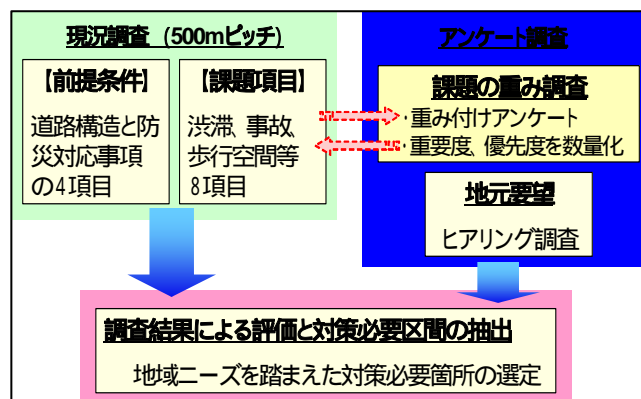 現況調査 (500mピッチ)
【前提条件】
道路構造と防
災対応事項
の4項目
【課題項目】
渋滞、事故、
歩行空間等
8項目
アンケート調査
課題の重み調査
・重み付けアンケート
・重要度、優先度を数量化
地元要望
ヒアリング調査
調査結果による評価と対策必要区間の抽出
地域ニーズを踏まえた対策必要箇所の選定